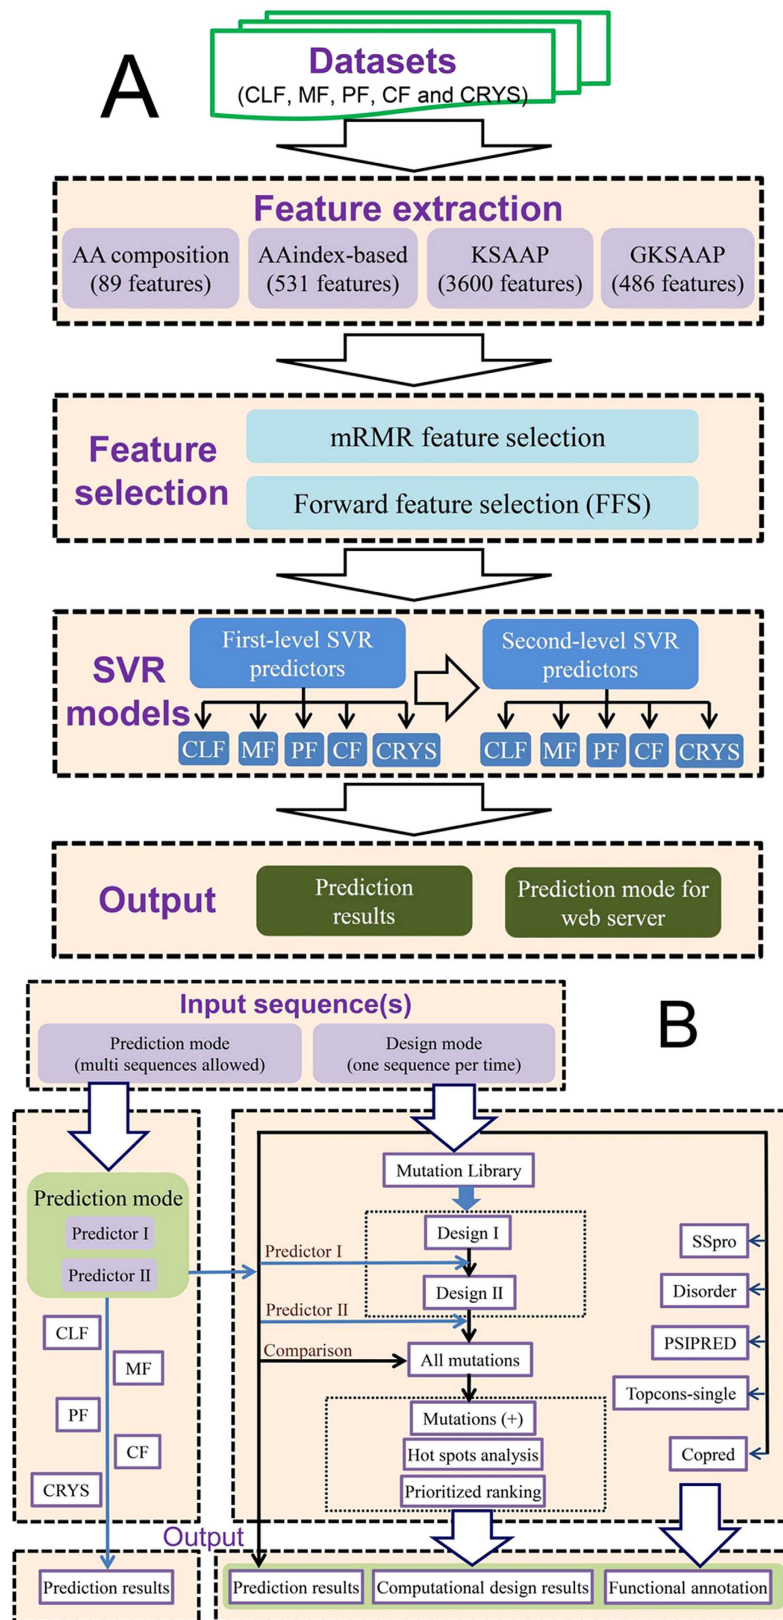 A
Datasets
(CLF, MF, PF, CF and CRYS)
Feature extraction
AA composition
(89 features)
AAindex-based
(531 features)
KSAAP
(3600 features)
GKSAAP
(486 features)
Feature
selection
mRMR feature selection
Forward feature selection (FFS)
SVR
models
First-level SVR
predictors
CLF
MF
PF
CF
CRYS
Second-level SVR
predictors
CLF
MF
PF
CF
CRYS
Output
Prediction
results
Prediction mode for
web server
B
Input sequence(s)
Prediction mode
(multi sequences allowed)
Design mode
(one sequence per time)
Prediction mode
Predictor I
Predictor II
CLF
MF
PF
CF
CRYS
Mutation Library
Design I
Predictor I
Design II
Predictor II
Comparison
All mutations
Mutations (+)
Hot spots analysis
Prioritized ranking
SSpro
Disorder
PSIPRED
Topcons-single
Copred
Output
Prediction results
Prediction results
Computational design results
Functional annotation